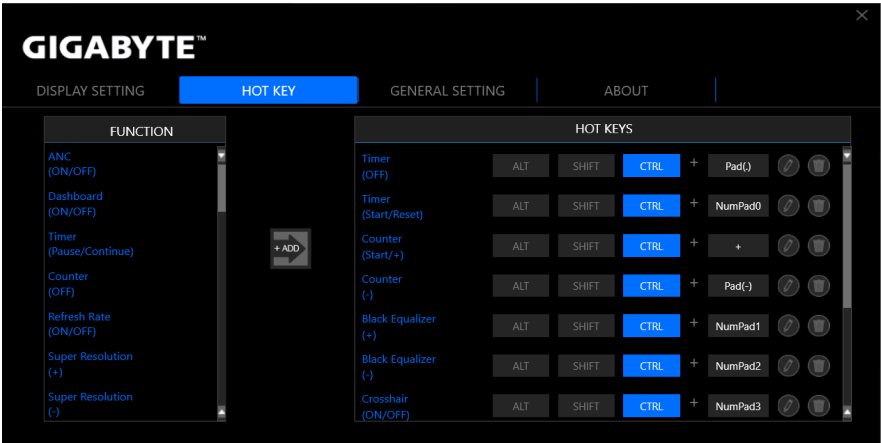 GIGABYTE™
DISPLAY SETTING HOT KEY GENERAL SETTING ABOUT
FUNCTION
ANC
(ON/OFF)
Dashboard
(ON/OFF)
Timer
(Pause/Continue)
Counter
(OFF)
Refresh Rate
(ON/OFF)
Super Resolution
(+)
Super Resolution
(-)
+ ADD
HOT KEYS
Timer
(OFF) ALT SHIFT CTRL + Pad(.)
Timer
(Start/Reset) ALT SHIFT CTRL + NumPad0
Counter
(Start/+) ALT SHIFT CTRL + +
Counter
(-) ALT SHIFT CTRL + Pad(-)
Black Equalizer
(+) ALT SHIFT CTRL + NumPad1
Black Equalizer
(-) ALT SHIFT CTRL + NumPad2
Crosshair
(ON/OFF) ALT SHIFT CTRL + NumPad3